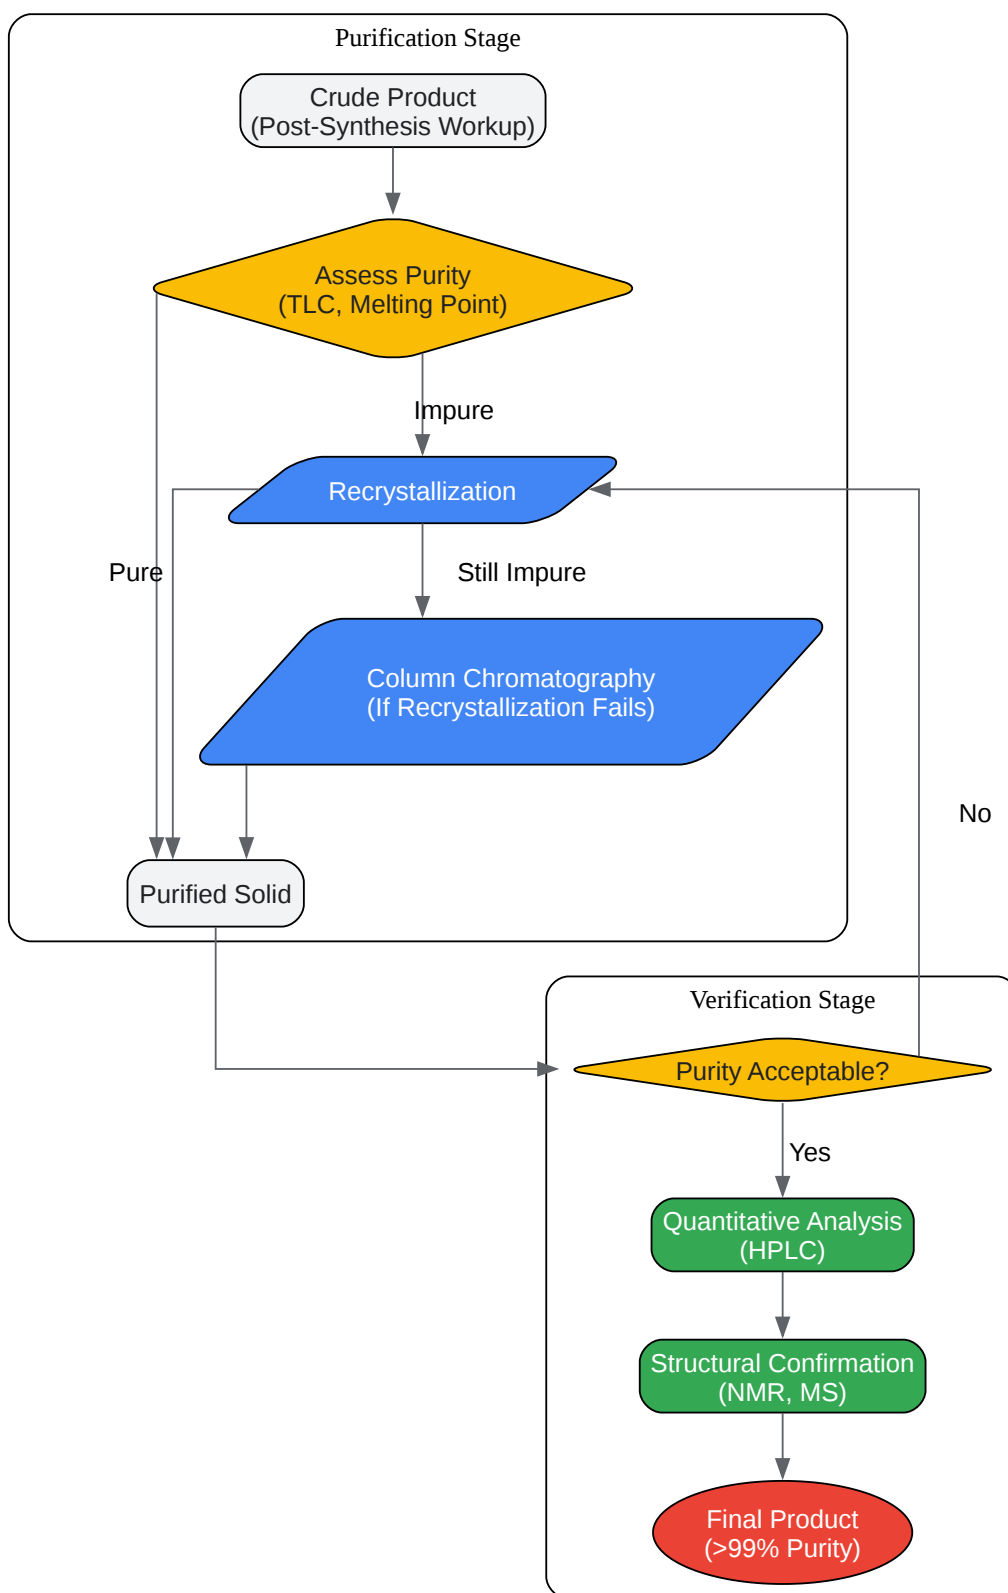 Purification Stage
Crude Product
(Post-Synthesis Workup)
Assess Purity
(TLC, Melting Point)
Impure
Recrystallization
Pure
Still Impure
Column Chromatography
(If Recrystallization Fails)
No
Purified Solid
Verification Stage
Purity Acceptable?
Yes
Quantitative Analysis
(HPLC)
Structural Confirmation
(NMR, MS)
Final Product
(>99% Purity)